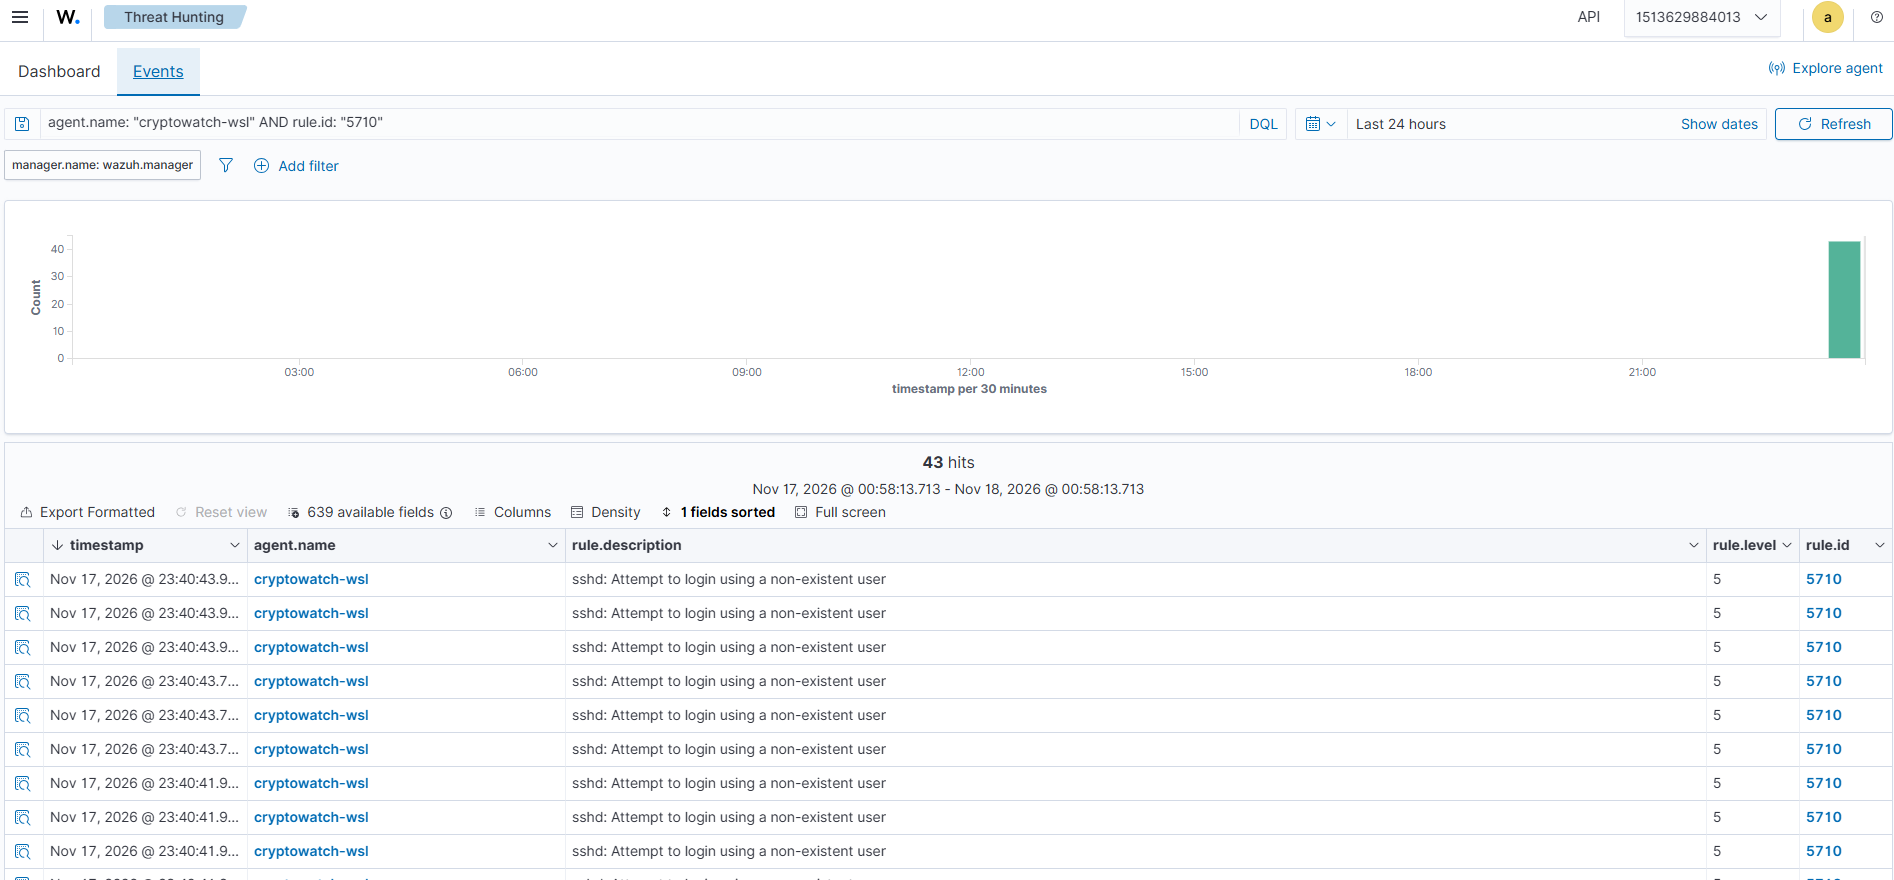 W. Threat Hunting API 1513629884013 a
Dashboard Events Explore agent
agent.name: "cryptowatch-wsl" AND rule.id: "5710" DQL Last 24 hours Show dates Refresh
manager.name: wazuh.manager Add filter
Count
40
30
20
10
0
03:00 06:00 09:00 12:00 15:00 18:00 21:00
timestamp per 30 minutes
43 hits
Nov 17, 2026 @ 00:58:13.713 - Nov 18, 2026 @ 00:58:13.713
Export Formatted Reset view 639 available fields Columns Density 1 fields sorted Full screen
timestamp agent.name rule.description rule.level rule.id
Nov 17, 2026 @ 23:40:43.9... cryptowatch-wsl sshd: Attempt to login using a non-existent user 5 5710
Nov 17, 2026 @ 23:40:43.9... cryptowatch-wsl sshd: Attempt to login using a non-existent user 5 5710
Nov 17, 2026 @ 23:40:43.9... cryptowatch-wsl sshd: Attempt to login using a non-existent user 5 5710
Nov 17, 2026 @ 23:40:43.7... cryptowatch-wsl sshd: Attempt to login using a non-existent user 5 5710
Nov 17, 2026 @ 23:40:43.7... cryptowatch-wsl sshd: Attempt to login using a non-existent user 5 5710
Nov 17, 2026 @ 23:40:43.7... cryptowatch-wsl sshd: Attempt to login using a non-existent user 5 5710
Nov 17, 2026 @ 23:40:41.9... cryptowatch-wsl sshd: Attempt to login using a non-existent user 5 5710
Nov 17, 2026 @ 23:40:41.9... cryptowatch-wsl sshd: Attempt to login using a non-existent user 5 5710
Nov 17, 2026 @ 23:40:41.9... cryptowatch-wsl sshd: Attempt to login using a non-existent user 5 5710